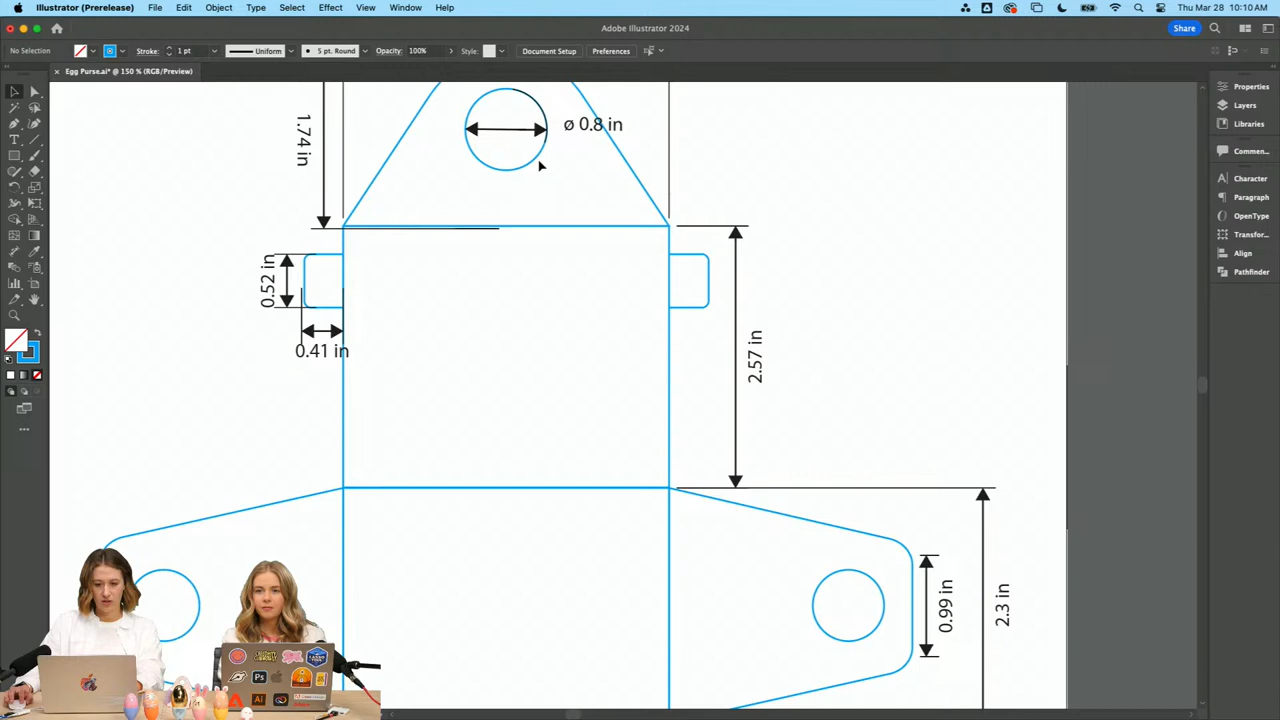 Illustrator (Prerelease) File Edit Object Type Select Effect View Window Help
Thu Mar 28 10:10 AM
Adobe Illustrator 2024
Share
No Selection
Stroke: 1 pt
Uniform
5 pt. Round
Opacity: 100%
Style:
Document Setup
Preferences
Egg Purse.ai* @ 150 % (RGB/Preview)
Properties
Layers
Libraries
Commen...
Character
Paragraph
OpenType
Transfor...
Align
Pathfinder
1.74 in
ø 0.8 in
0.52 in
0.41 in
2.57 in
0.99 in
2.3 in
Ps
Ai